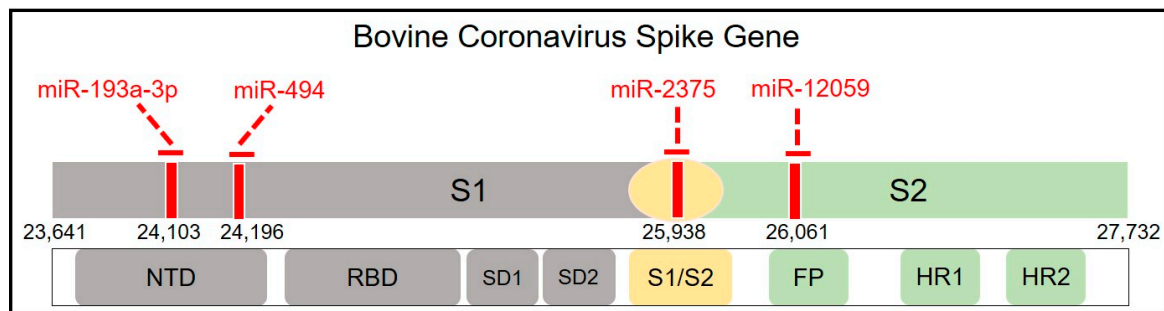 Bovine Coronavirus Spike Gene
miR-193a-3p miR-494 miR-2375 miR-12059
S1 S2
23,641 24,103 24,196 25,938 26,061 27,732
NTD RBD SD1 SD2 S1/S2 FP HR1 HR2